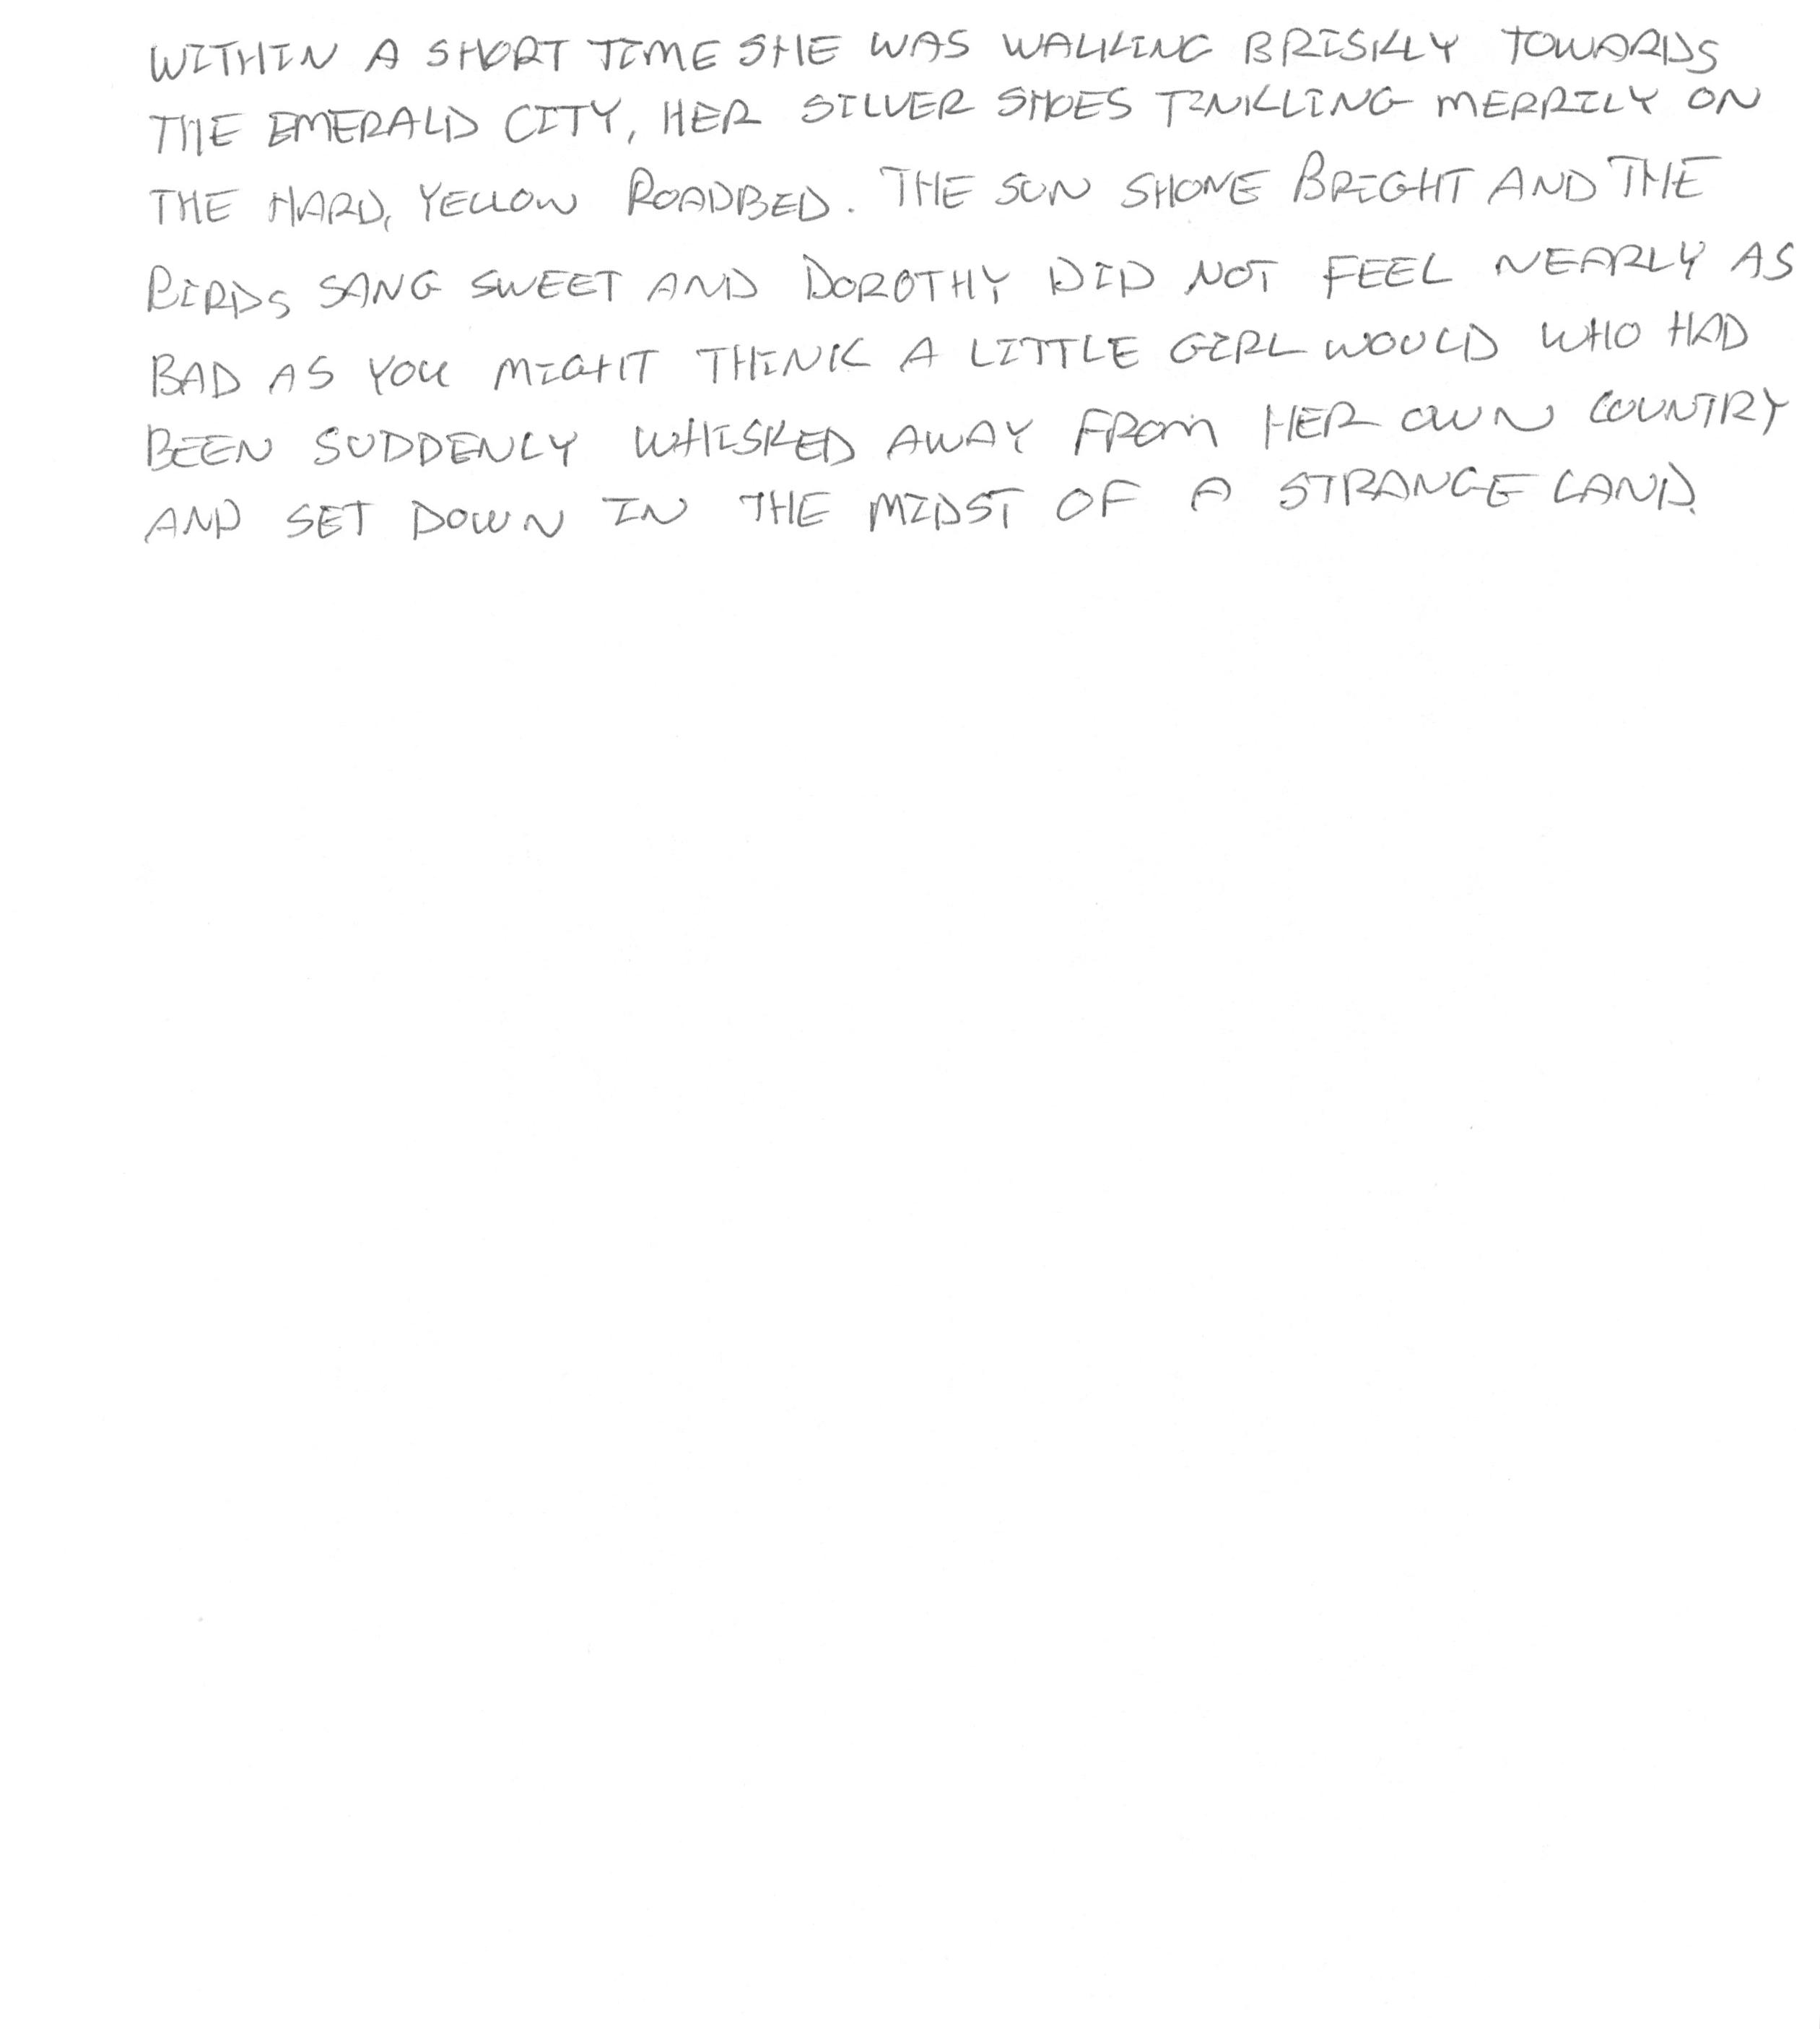 WITHIN A SHORT TIME SHE WAS WALKING BRISKLY TOWARDS
THE EMERALD CITY, HER SILVER SHOES TINKLING MERRILY ON
THE HARD, YELLOW ROADBED. THE SUN SHONE BRIGHT AND THE
BIRDS SANG SWEET AND DOROTHY DID NOT FEEL NEARLY AS
BAD AS YOU MIGHT THINK A LITTLE GIRL WOULD WHO HAD
BEEN SUDDENLY WHISKED AWAY FROM HER OWN COUNTRY
AND SET DOWN IN THE MIDST OF A STRANGE LAND.